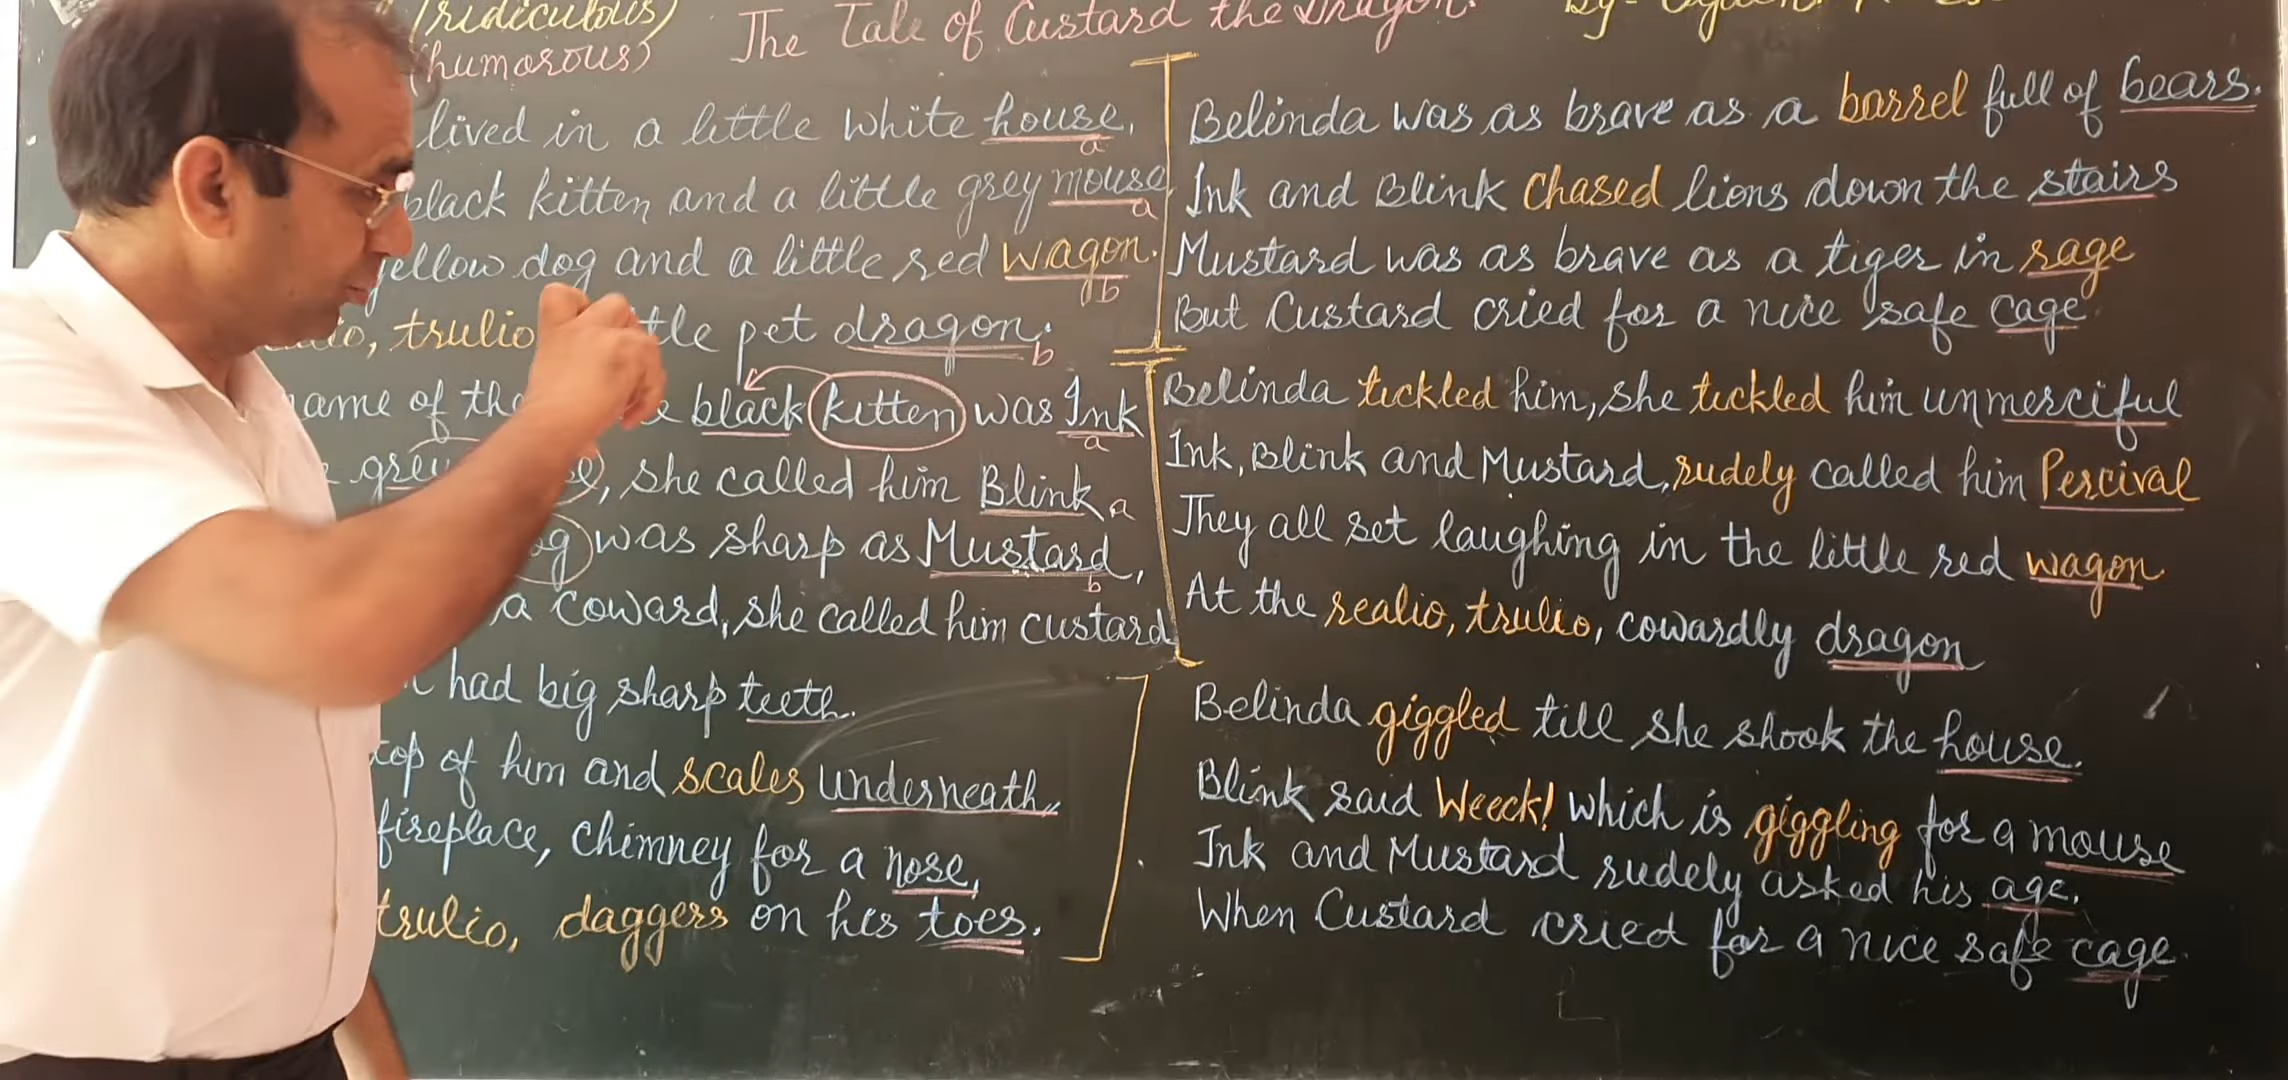 (ridiculous)
(humorous)
The Tale of Custard the Dragon.
By-
lived in a little white house,
a
black kitten and a little grey mouse,
a
yellow dog and a little red wagon.
b
trulio tle pet dragon.
b
ame of th black kitten was Ink
a
grey she called him Blink
a
was sharp as Mustard,
b
a coward, she called him custard
had big sharp teeth.
top of him and scales underneath,
fireplace, chimney for a nose,
trulio, daggers on his toes.
Belinda was as brave as a barrel full of bears.
Ink and Blink chased lions down the stairs
Mustard was as brave as a tiger in rage
But Custard cried for a nice safe cage.
Belinda tickled him, she tickled him unmerciful
Ink, Blink and Mustard, rudely called him Percival
They all set laughing in the little red wagon
At the realio, trulio, cowardly dragon
Belinda giggled till she shook the house.
Blink said Weeck! which is giggling for a mouse
Ink and Mustard rudely asked his age.
When Custard cried for a nice safe cage.